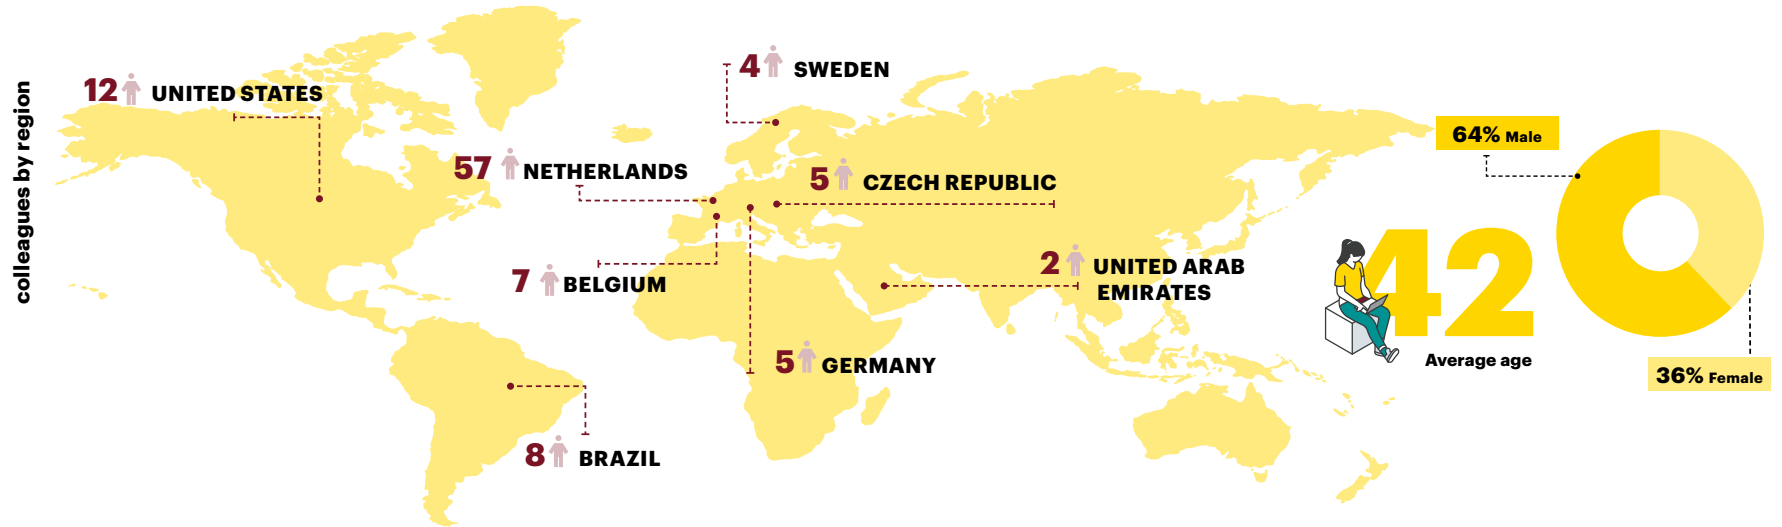 colleagues by region
12 UNITED STATES
4 SWEDEN
57 NETHERLANDS
5 CZECH REPUBLIC
7 BELGIUM
2 UNITED ARAB
EMIRATES
5 GERMANY
8 BRAZIL
64% Male
42
Average age
36% Female